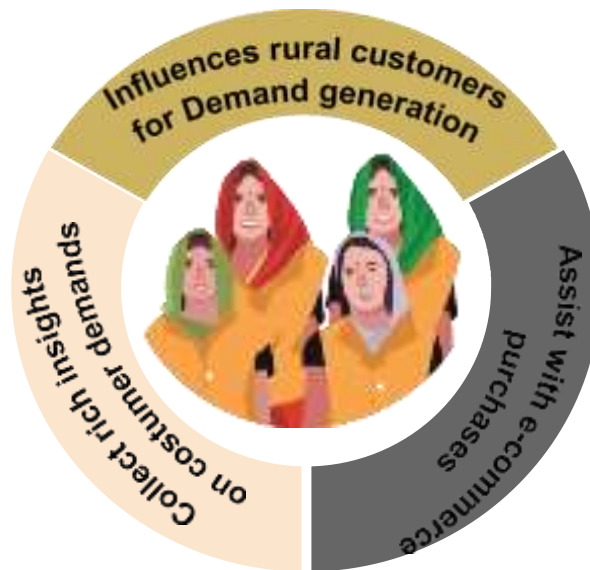 Influences rural customers
for Demand generation
Assist with e-commerce
purchases
Collect rich insights
on costumer demands